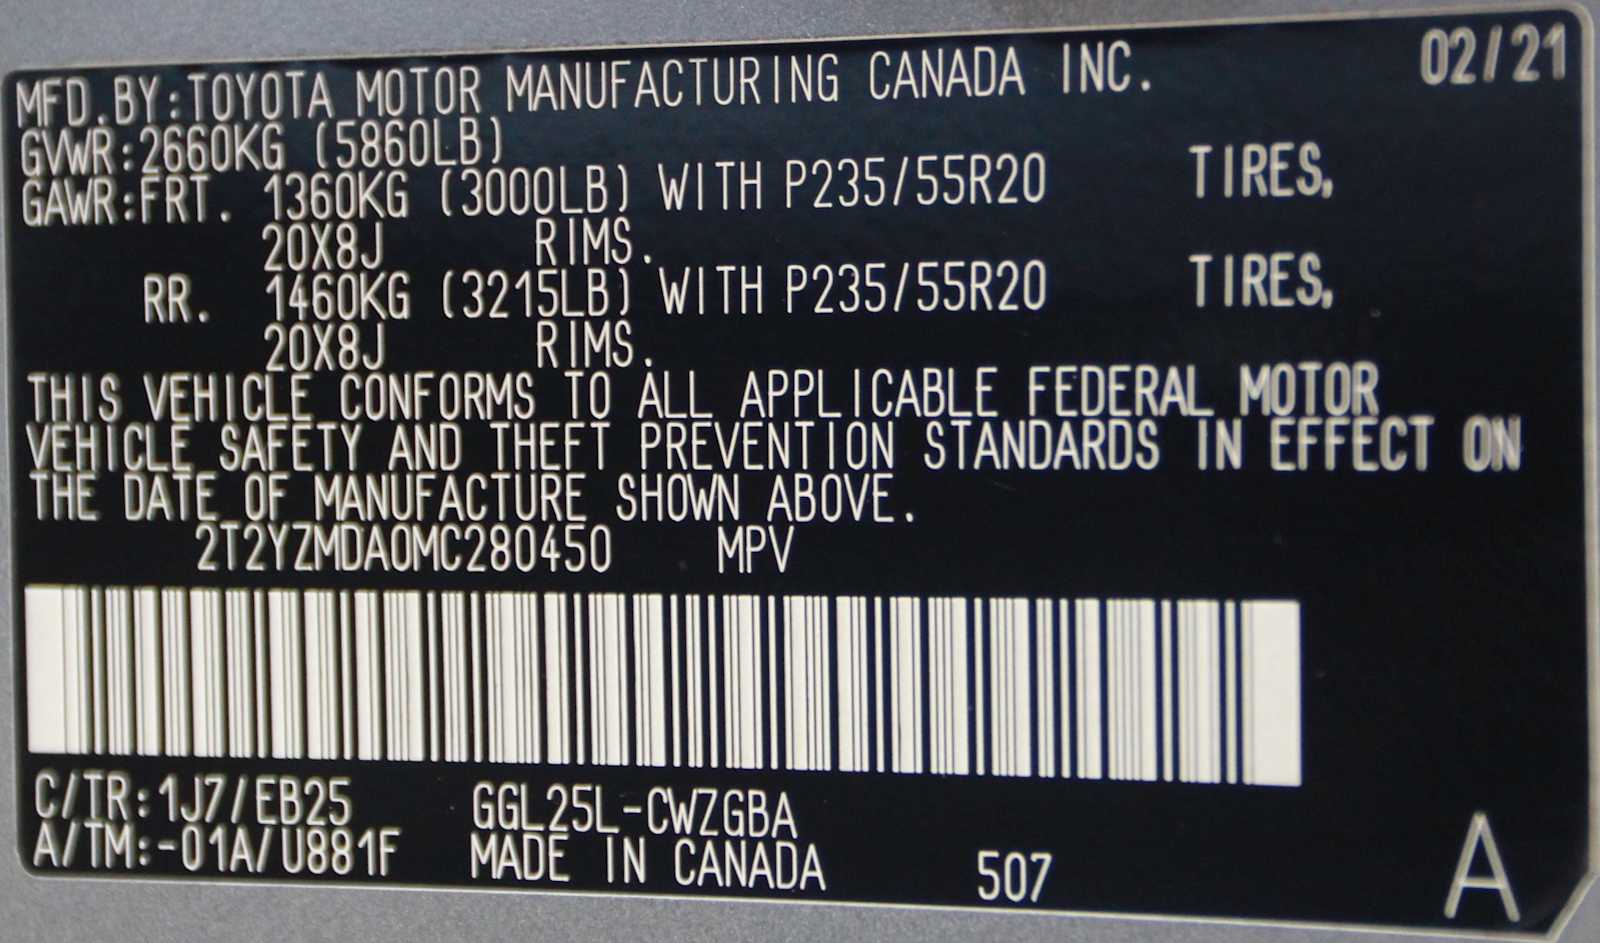 MFD.BY:TOYOTA MOTOR MANUFACTURING CANADA INC. 02/21
GVWR:2660KG (5860LB)
GAWR:FRT. 1360KG (3000LB) WITH P235/55R20 TIRES,
20X8J RIMS.
RR. 1460KG (3215LB) WITH P235/55R20 TIRES,
20X8J RIMS.
THIS VEHICLE CONFORMS TO ALL APPLICABLE FEDERAL MOTOR
VEHICLE SAFETY AND THEFT PREVENTION STANDARDS IN EFFECT ON
THE DATE OF MANUFACTURE SHOWN ABOVE.
2T2YZMDA0MC280450 MPV
C/TR:1J7/EB25 GGL25L-CWZGBA
A/TM:-01A/U881F MADE IN CANADA 507 A